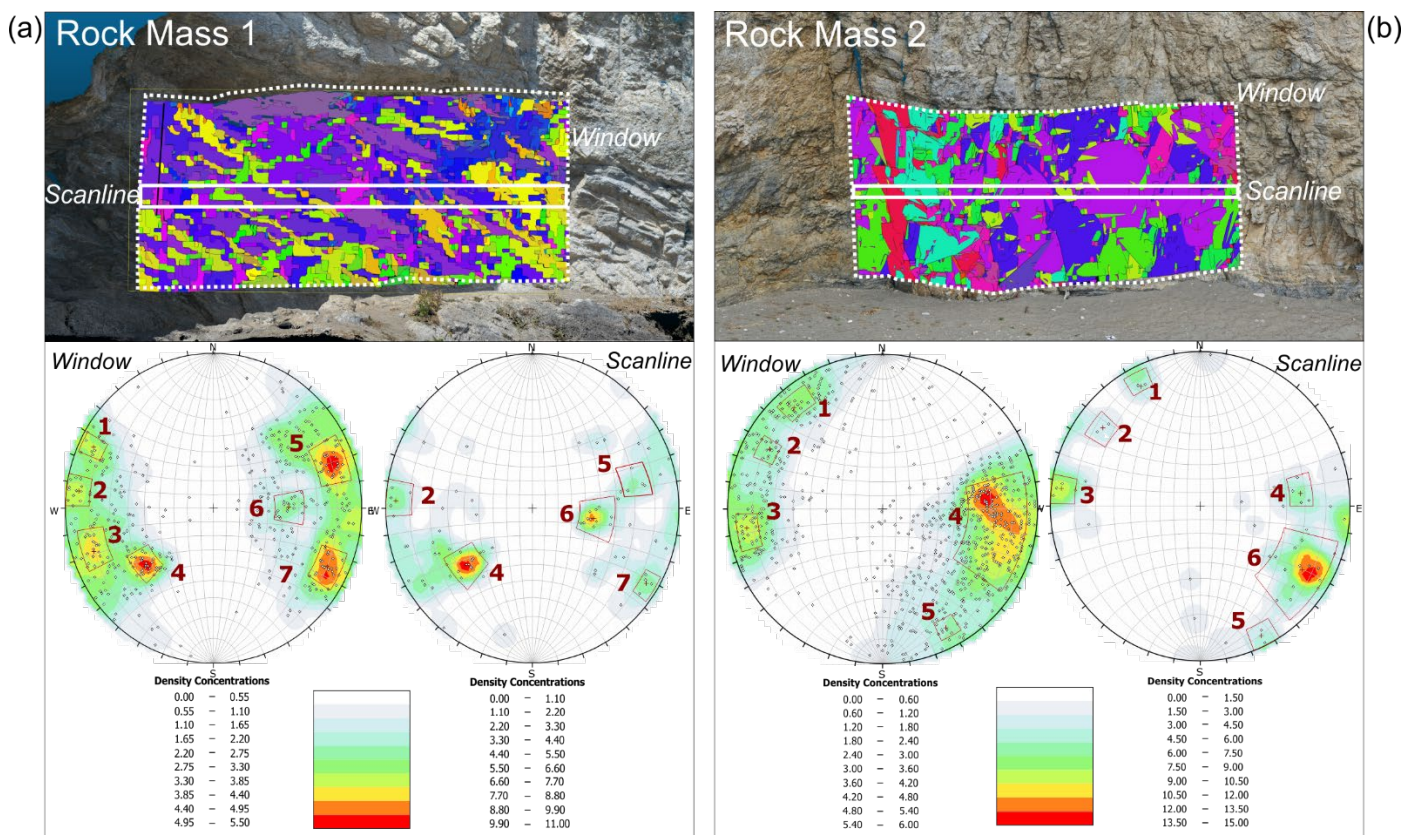 (a)
Rock Mass 1
Window
Scanline
Rock Mass 2
(b)
Window
Scanline
Window
Scanline
N
1
2
3
4
5
6
7
W
E
S
N
2
4
5
6
7
W
E
S
Density Concentrations
0.00 – 0.55
0.55 – 1.10
1.10 – 1.65
1.65 – 2.20
2.20 – 2.75
2.75 – 3.30
3.30 – 3.85
3.85 – 4.40
4.40 – 4.95
4.95 – 5.50
Density Concentrations
0.00 – 1.10
1.10 – 2.20
2.20 – 3.30
3.30 – 4.40
4.40 – 5.50
5.50 – 6.60
6.60 – 7.70
7.70 – 8.80
8.80 – 9.90
9.90 – 11.00
Window
Scanline
N
1
2
3
4
5
W
S
N
1
2
3
4
5
6
E
S
Density Concentrations
0.00 – 0.60
0.60 – 1.20
1.20 – 1.80
1.80 – 2.40
2.40 – 3.00
3.00 – 3.60
3.60 – 4.20
4.20 – 4.80
4.80 – 5.40
5.40 – 6.00
Density Concentrations
0.00 – 1.50
1.50 – 3.00
3.00 – 4.50
4.50 – 6.00
6.00 – 7.50
7.50 – 9.00
9.00 – 10.50
10.50 – 12.00
12.00 – 13.50
13.50 – 15.00